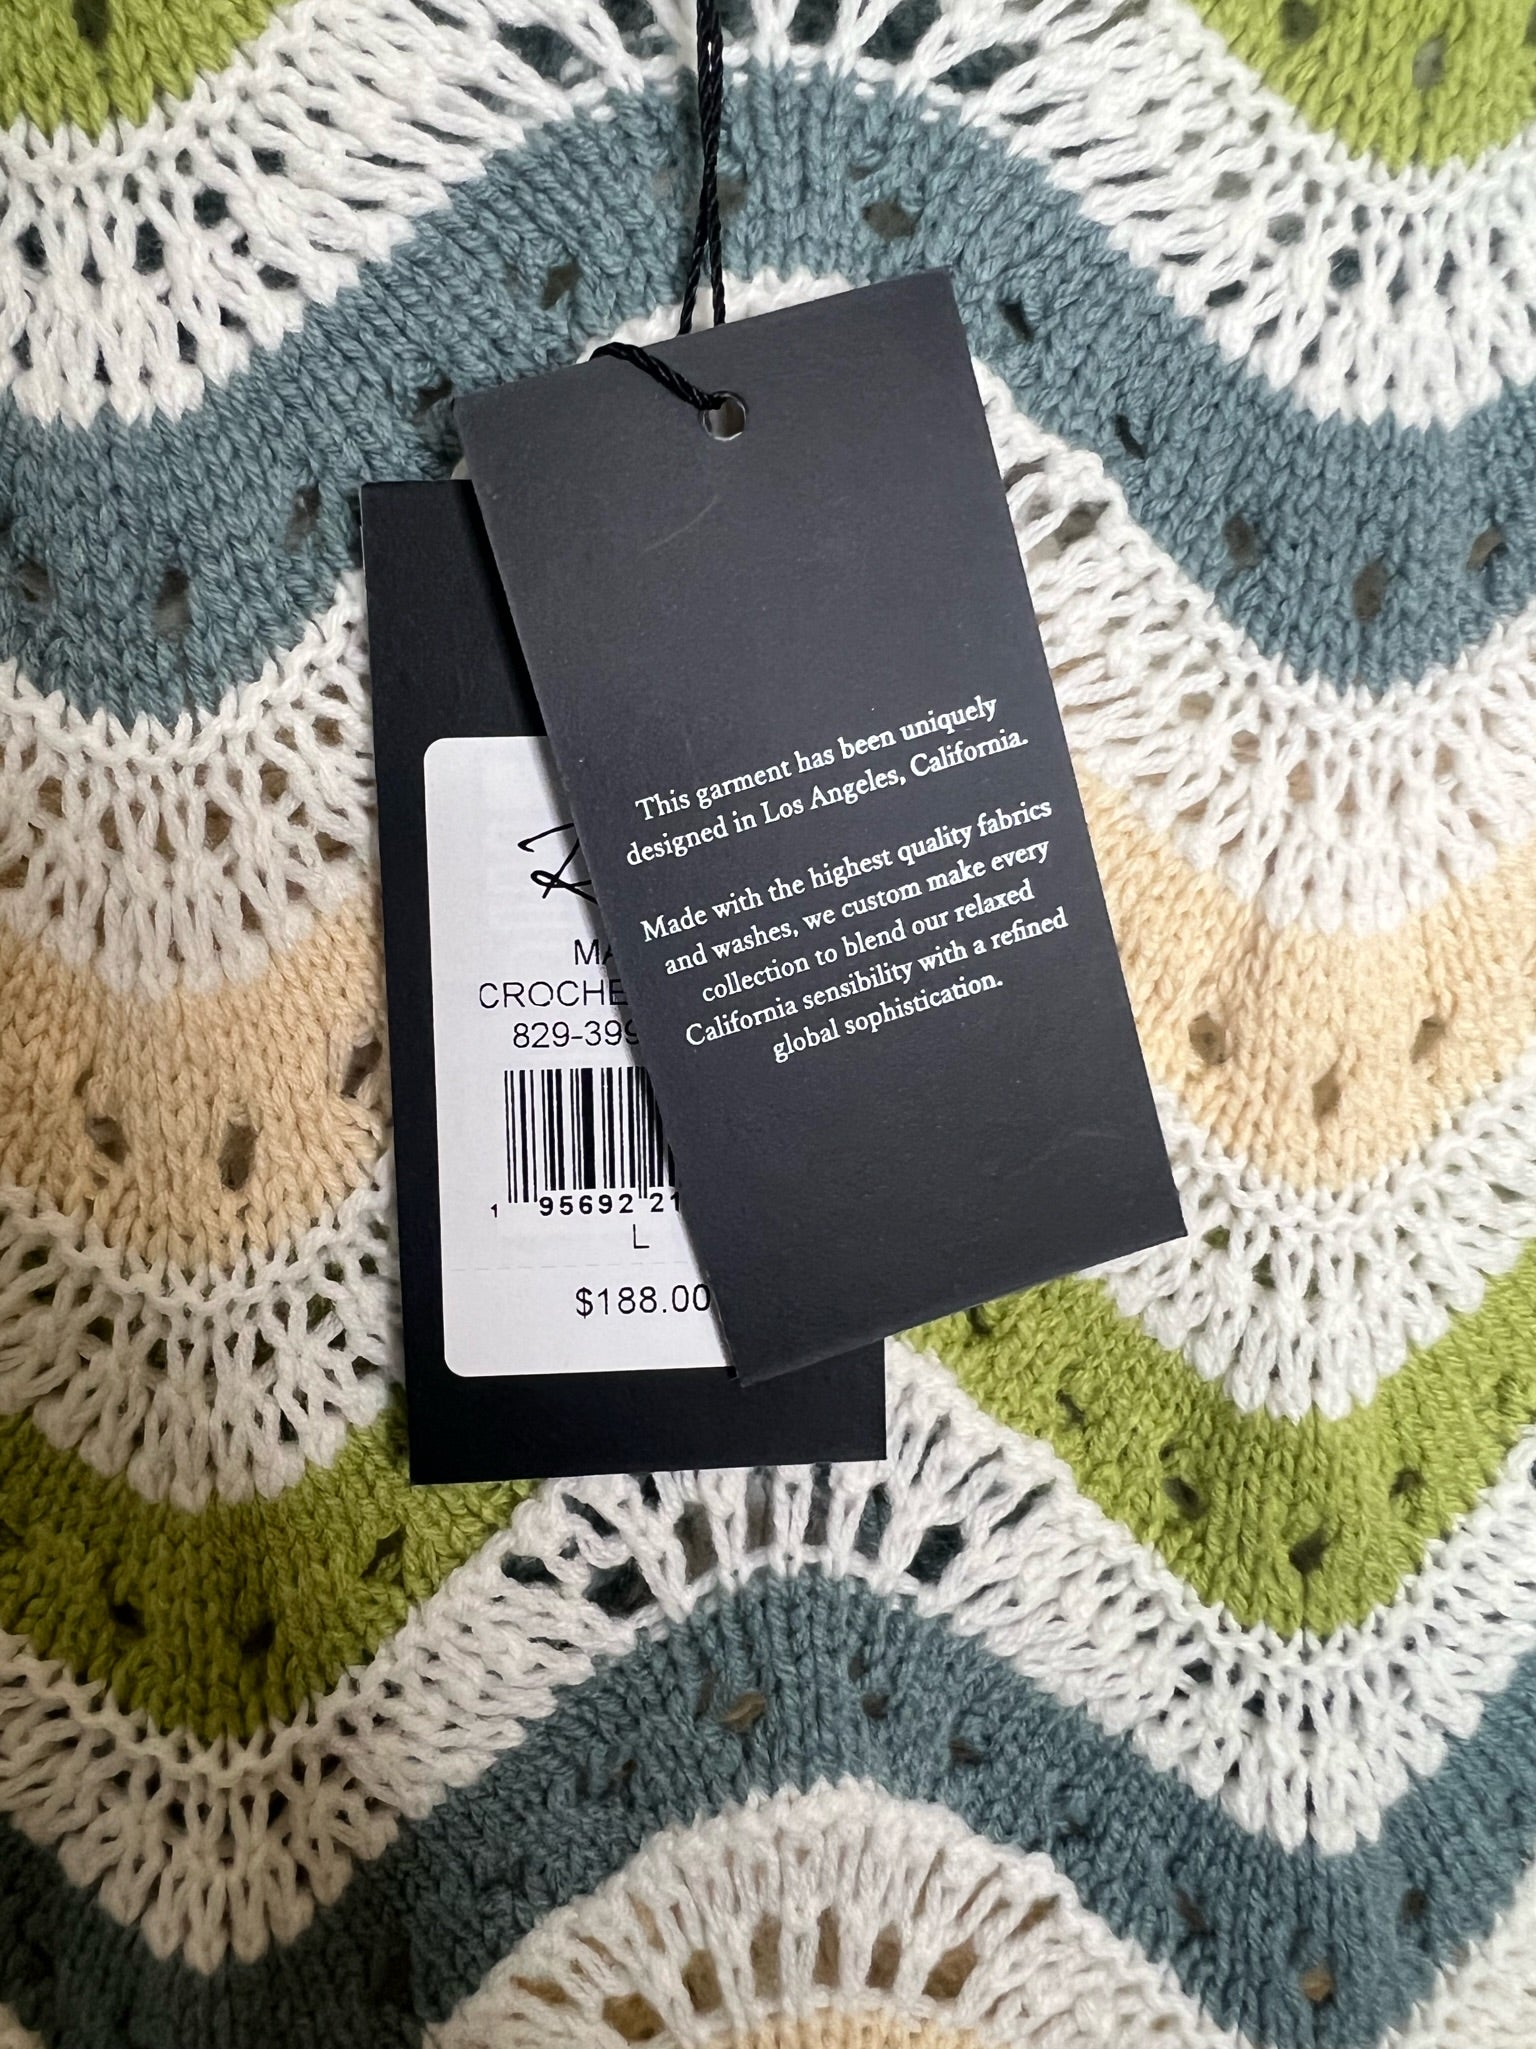 This garment has been uniquely
designed in Los Angeles, California.
Made with the highest quality fabrics
and washes, we custom make every
collection to blend our relaxed
California sensibility with a refined
global sophistication.
CROCHE
829-399
1 95692 21
L
$188.00